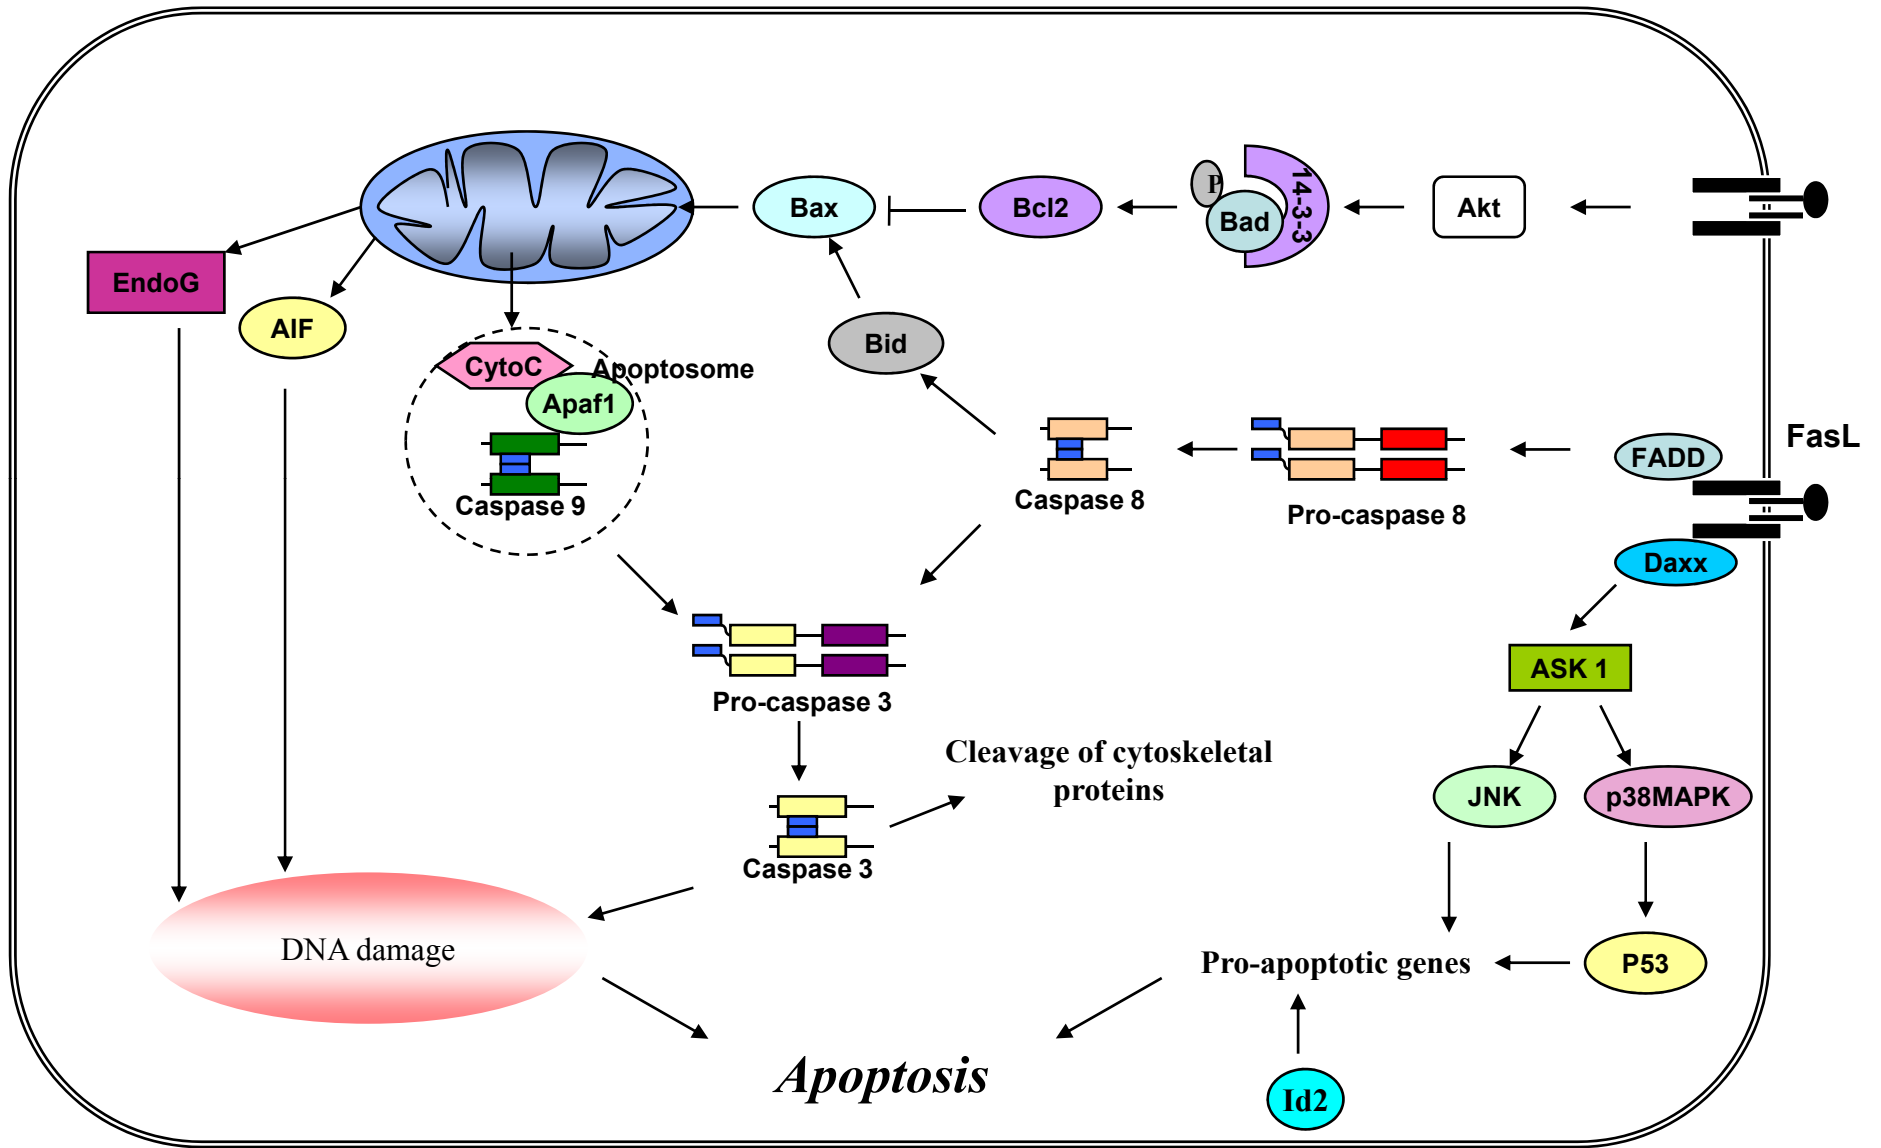 P
14-3-3
Bax
Bcl2
Bad
Akt
EndoG
AIF
Bid
CytoC
Apoptosome
Apaf1
FasL
FADD
Caspase 9
Caspase 8
Pro-caspase 8
Daxx
ASK 1
Pro-caspase 3
Cleavage of cytoskeletal
proteins
JNK
p38MAPK
Caspase 3
DNA damage
Pro-apoptotic genes
P53
Apoptosis
Id2